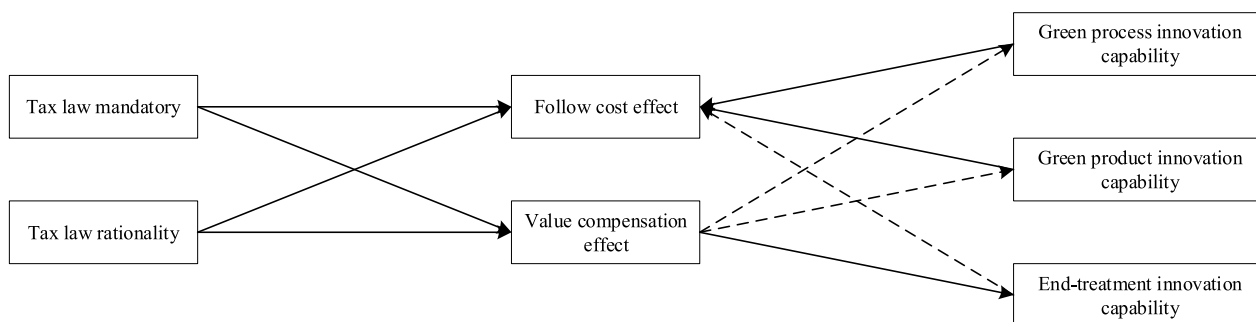 Green process innovation
capability
Tax law mandatory
Follow cost effect
Green product innovation
capability
Tax law rationality
Value compensation
effect
End-treatment innovation
capability